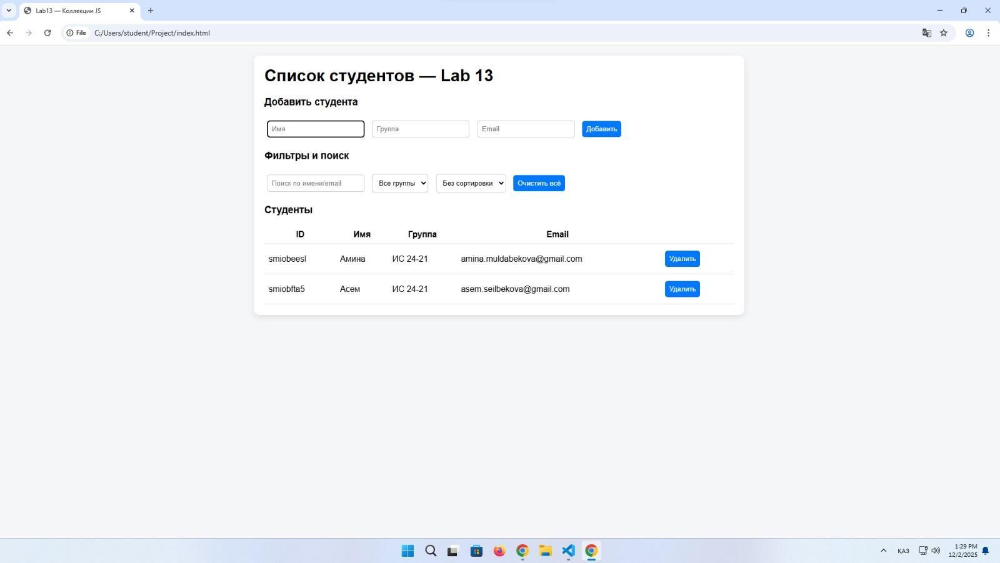 Lab13 — Коллекции JS
File C:/Users/student/Project/index.html
Список студентов — Lab 13
Добавить студента
Имя Группа Email Добавить
Фильтры и поиск
Поиск по имени/email Все группы Без сортировки Очистить всё
Студенты
ID Имя Группа Email
smiobeesl Амина ИС 24-21 amina.muldabekova@gmail.com Удалить
smiobfta5 Асем ИС 24-21 asem.seilbekova@gmail.com Удалить
ҚАЗ 1:29 PM
12/2/2025